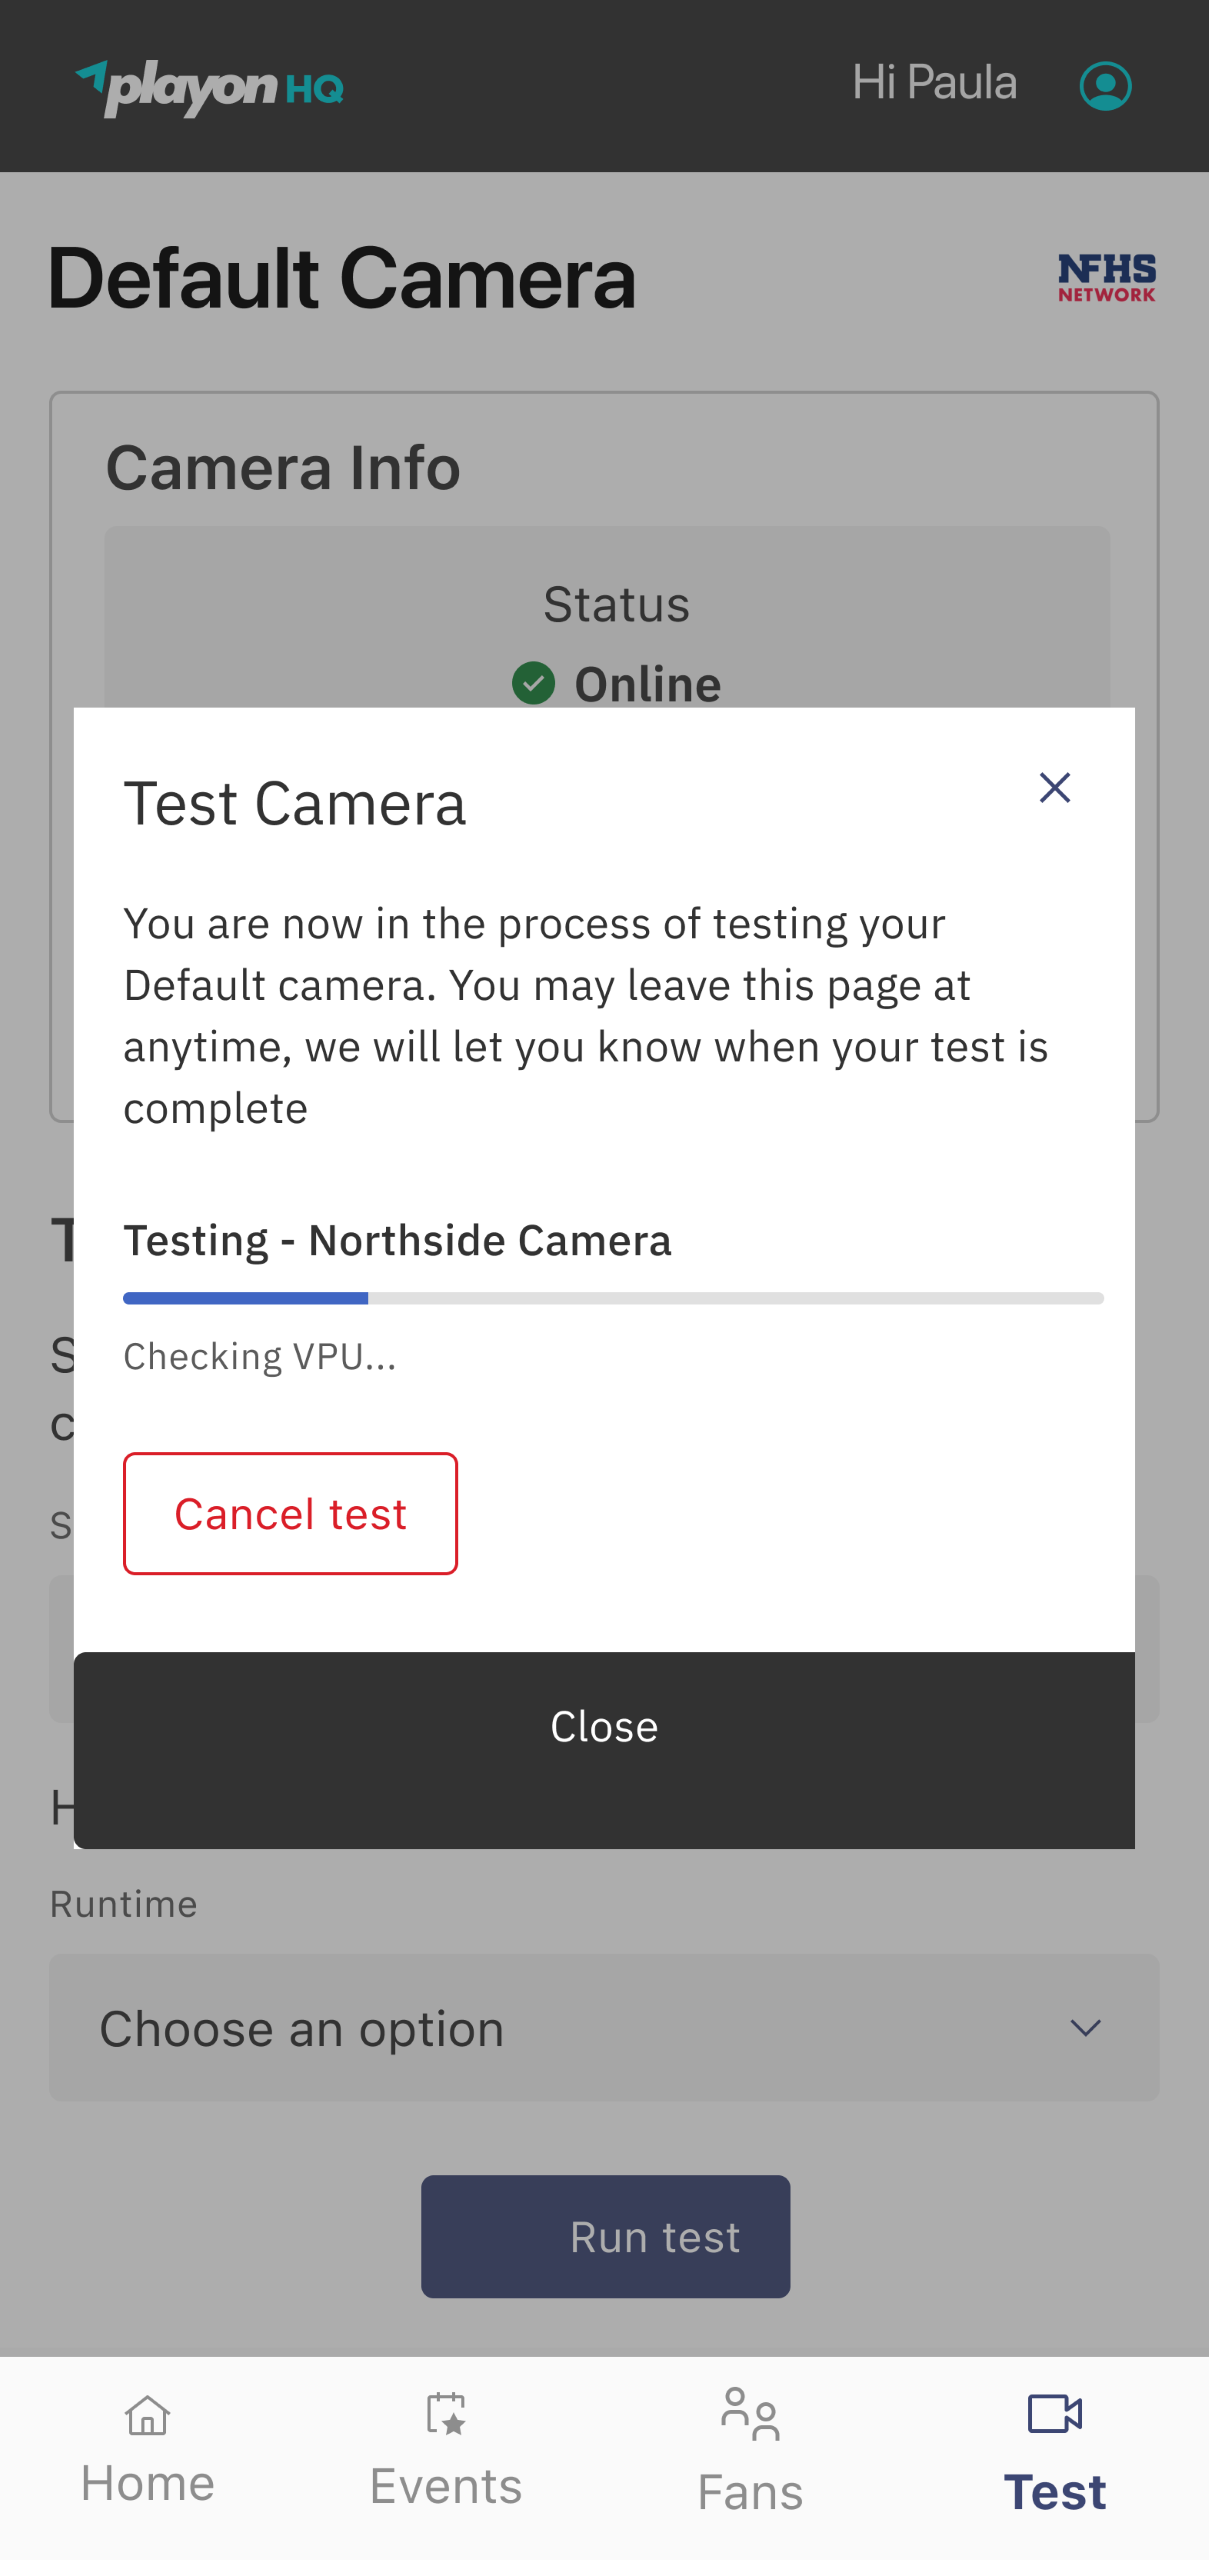 playon HQ
Hi Paula
Default Camera
NFHS
NETWORK
Camera Info
Status
Online
Test Camera
You are now in the process of testing your
Default camera. You may leave this page at
anytime, we will let you know when your test is
complete
Testing - Northside Camera
Checking VPU...
Cancel test
Close
Runtime
Choose an option
Run test
Home
Events
Fans
Test